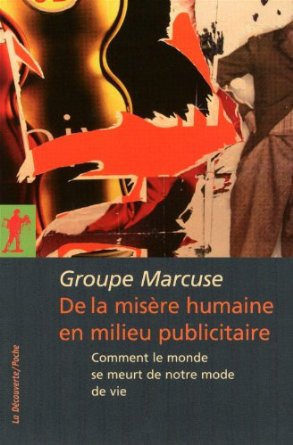 Groupe Marcuse
De la misère humaine
en milieu publicitaire
Comment le monde
se meurt de notre mode
de vie
La Découverte/Poche